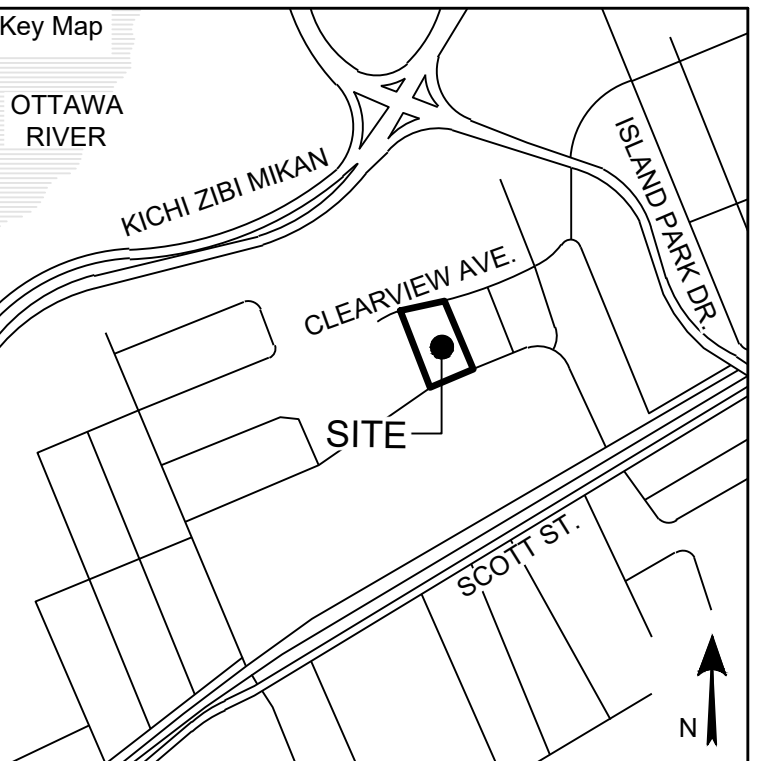 Key Map
OTTAWA
RIVER
KICHI ZIBI MIKAN
ISLAND PARK DR.
CLEARVIEW AVE.
SITE
SCOTT ST.
N